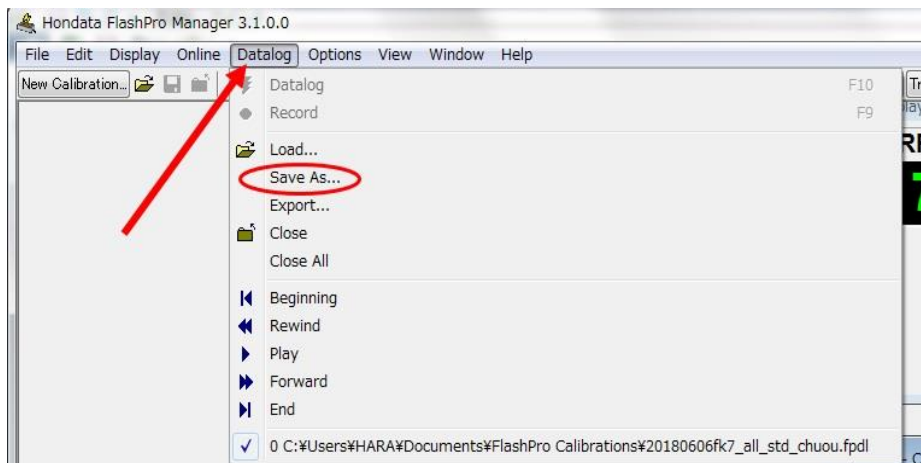 Hondata FlashPro Manager 3.1.0.0
File Edit Display Online Datalog Options View Window Help
New Calibration...
Datalog F10
Record F9
Load...
Save As...
Export...
Close
Close All
Beginning
Rewind
Play
Forward
End
0 C:¥Users¥HARA¥Documents¥FlashPro Calibrations¥20180606fk7_all_std_chuou.fpdl